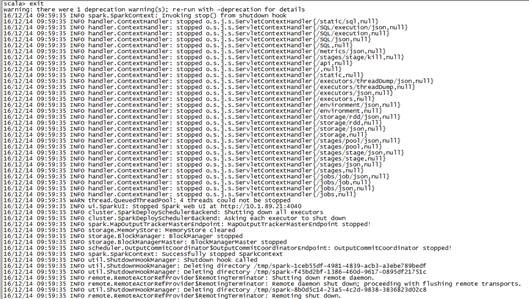 scala> exit
warning: there were 1 deprecation warning(s); re-run with -deprecation for details
16/12/14 09:59:35 INFO spark.SparkContext: Invoking stop() from shutdown hook
16/12/14 09:59:35 INFO handler.ContextHandler: stopped o.s.j.s.ServletContextHandler{/static/sql,null}
16/12/14 09:59:35 INFO handler.ContextHandler: stopped o.s.j.s.ServletContextHandler{/SQL/execution/json,null}
16/12/14 09:59:35 INFO handler.ContextHandler: stopped o.s.j.s.ServletContextHandler{/SQL/execution,null}
16/12/14 09:59:35 INFO handler.ContextHandler: stopped o.s.j.s.ServletContextHandler{/SQL/json,null}
16/12/14 09:59:35 INFO handler.ContextHandler: stopped o.s.j.s.ServletContextHandler{/SQL,null}
16/12/14 09:59:35 INFO handler.ContextHandler: stopped o.s.j.s.ServletContextHandler{/metrics/json,null}
16/12/14 09:59:35 INFO handler.ContextHandler: stopped o.s.j.s.ServletContextHandler{/stages/stage/kill,null}
16/12/14 09:59:35 INFO handler.ContextHandler: stopped o.s.j.s.ServletContextHandler{/api,null}
16/12/14 09:59:35 INFO handler.ContextHandler: stopped o.s.j.s.ServletContextHandler{/,null}
16/12/14 09:59:35 INFO handler.ContextHandler: stopped o.s.j.s.ServletContextHandler{/static,null}
16/12/14 09:59:35 INFO handler.ContextHandler: stopped o.s.j.s.ServletContextHandler{/executors/threadDump/json,null}
16/12/14 09:59:35 INFO handler.ContextHandler: stopped o.s.j.s.ServletContextHandler{/executors/threadDump,null}
16/12/14 09:59:35 INFO handler.ContextHandler: stopped o.s.j.s.ServletContextHandler{/executors/json,null}
16/12/14 09:59:35 INFO handler.ContextHandler: stopped o.s.j.s.ServletContextHandler{/executors,null}
16/12/14 09:59:35 INFO handler.ContextHandler: stopped o.s.j.s.ServletContextHandler{/environment/json,null}
16/12/14 09:59:35 INFO handler.ContextHandler: stopped o.s.j.s.ServletContextHandler{/environment,null}
16/12/14 09:59:35 INFO handler.ContextHandler: stopped o.s.j.s.ServletContextHandler{/storage/rdd/json,null}
16/12/14 09:59:35 INFO handler.ContextHandler: stopped o.s.j.s.ServletContextHandler{/storage/rdd,null}
16/12/14 09:59:35 INFO handler.ContextHandler: stopped o.s.j.s.ServletContextHandler{/storage/json,null}
16/12/14 09:59:35 INFO handler.ContextHandler: stopped o.s.j.s.ServletContextHandler{/storage,null}
16/12/14 09:59:35 INFO handler.ContextHandler: stopped o.s.j.s.ServletContextHandler{/stages/pool/json,null}
16/12/14 09:59:35 INFO handler.ContextHandler: stopped o.s.j.s.ServletContextHandler{/stages/pool,null}
16/12/14 09:59:35 INFO handler.ContextHandler: stopped o.s.j.s.ServletContextHandler{/stages/stage/json,null}
16/12/14 09:59:35 INFO handler.ContextHandler: stopped o.s.j.s.ServletContextHandler{/stages/stage,null}
16/12/14 09:59:35 INFO handler.ContextHandler: stopped o.s.j.s.ServletContextHandler{/stages/json,null}
16/12/14 09:59:35 INFO handler.ContextHandler: stopped o.s.j.s.ServletContextHandler{/stages,null}
16/12/14 09:59:35 INFO handler.ContextHandler: stopped o.s.j.s.ServletContextHandler{/jobs/job/json,null}
16/12/14 09:59:35 INFO handler.ContextHandler: stopped o.s.j.s.ServletContextHandler{/jobs/job,null}
16/12/14 09:59:35 INFO handler.ContextHandler: stopped o.s.j.s.ServletContextHandler{/jobs/json,null}
16/12/14 09:59:35 INFO handler.ContextHandler: stopped o.s.j.s.ServletContextHandler{/jobs,null}
16/12/14 09:59:35 WARN thread.QueuedThreadPool: 4 threads could not be stopped
16/12/14 09:59:35 INFO ui.SparkUI: Stopped Spark web UI at http://10.1.89.21:4040
16/12/14 09:59:35 INFO cluster.SparkDeploySchedulerBackend: Shutting down all executors
16/12/14 09:59:35 INFO cluster.SparkDeploySchedulerBackend: Asking each executor to shut down
16/12/14 09:59:35 INFO spark.MapOutputTrackerMasterEndpoint: MapOutputTrackerMasterEndpoint stopped!
16/12/14 09:59:35 INFO storage.MemoryStore: MemoryStore cleared
16/12/14 09:59:35 INFO storage.BlockManager: BlockManager stopped
16/12/14 09:59:35 INFO storage.BlockManagerMaster: BlockManagerMaster stopped
16/12/14 09:59:35 INFO scheduler.OutputCommitCoordinator$OutputCommitCoordinatorEndpoint: OutputCommitCoordinator stopped!
16/12/14 09:59:35 INFO spark.SparkContext: Successfully stopped SparkContext
16/12/14 09:59:35 INFO util.ShutdownHookManager: Shutdown hook called
16/12/14 09:59:35 INFO util.ShutdownHookManager: Deleting directory /tmp/spark-1ceb55df-4981-4839-acb3-a3ebe789bedf
16/12/14 09:59:35 INFO util.ShutdownHookManager: Deleting directory /tmp/spark-f45bd2bf-1386-460d-9617-0895df21751c
16/12/14 09:59:35 INFO remote.RemoteActorRefProvider$RemotingTerminator: Shutting down remote daemon.
16/12/14 09:59:35 INFO remote.RemoteActorRefProvider$RemotingTerminator: Remote daemon shut down; proceeding with flushing remote transports.
16/12/14 09:59:35 INFO util.ShutdownHookManager: Deleting directory /tmp/spark-80d05c14-23a5-4c2d-9838-3836823d02c8
16/12/14 09:59:35 INFO remote.RemoteActorRefProvider$RemotingTerminator: Remoting shut down.